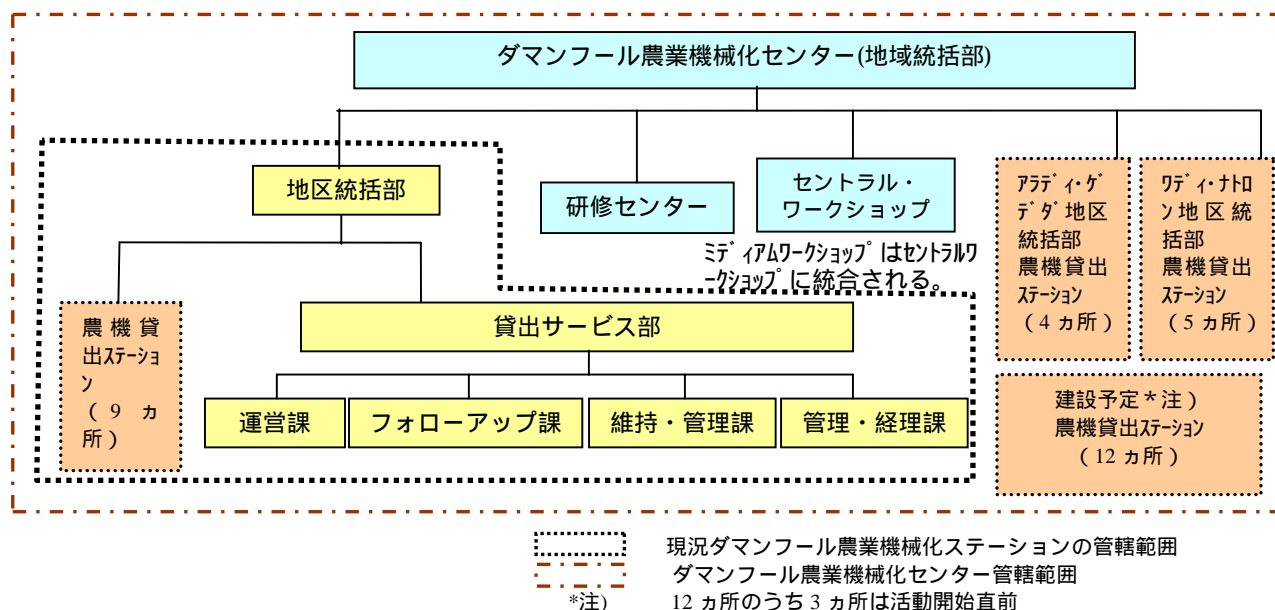 ダマンフール農業機械化センター(地域統括部)
地区統括部
研修センター
セントラル・
ワークショップ
ｱﾗﾃﾞｨ･ｹﾞ
ﾃﾞﾀﾞ地区
統括部
農機貸出
ｽﾃｰｼｮﾝ
（４ヵ所）
ﾜﾃﾞｨ･ﾅﾄﾛ
ﾝ地区統
括部
農機貸出
ｽﾃｰｼｮﾝ
（５ヵ所）
ﾐﾃﾞｨｱﾑﾜｰｸｼｮｯﾌﾟはｾﾝﾄﾗﾙﾜ
ｰｸｼｮｯﾌﾟに統合される。
農機貸
出ｽﾃｰｼｮ
ﾝ
（９ヵ
所）
貸出サービス部
運営課
フォローアップ課
維持・管理課
管理・経理課
建設予定＊注）
農機貸出ｽﾃｰｼｮﾝ
（12ヵ所）
現況ダマンフール農業機械化ステーションの管轄範囲
ダマンフール農業機械化センター管轄範囲
*注) 12ヵ所のうち３ヵ所は活動開始直前